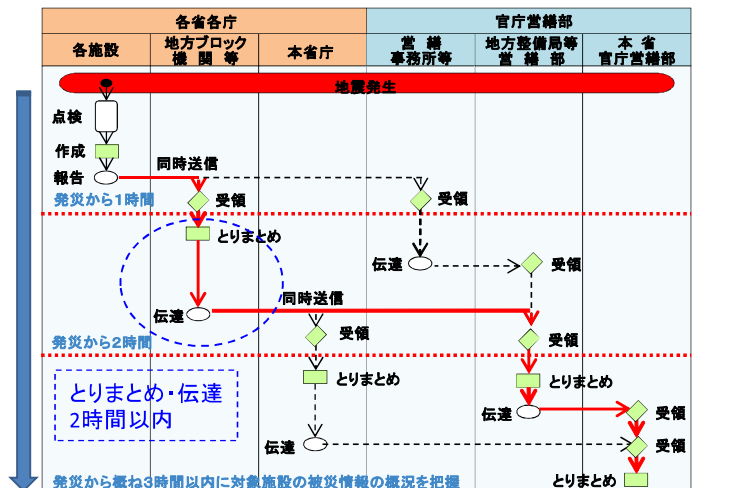 各省各庁
官庁営繕部
各施設
地方ブロック
機関等
本省庁
営繕
事務所等
地方整備局等
営繕部
本省
官庁営繕部
地震発生
点検
作成
報告
同時送信
受領
受領
発災から1時間
とりまとめ
伝達
受領
伝達
同時送信
受領
受領
発災から2時間
とりまとめ
とりまとめ
とりまとめ・伝達
2時間以内
伝達
受領
伝達
受領
とりまとめ
発災から概ね3時間以内に対象施設の被災情報の概況を把握